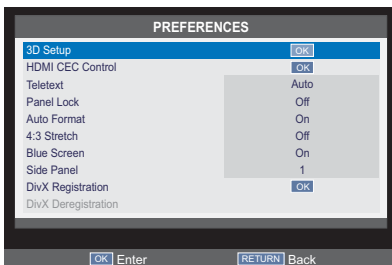 PREFERENCES
3D Setup OK
HDMI CEC Control OK
Teletext Auto
Panel Lock Off
Auto Format On
4:3 Stretch Off
Blue Screen On
Side Panel 1
DivX Registration OK
DivX Deregistration
OK Enter RETURN Back